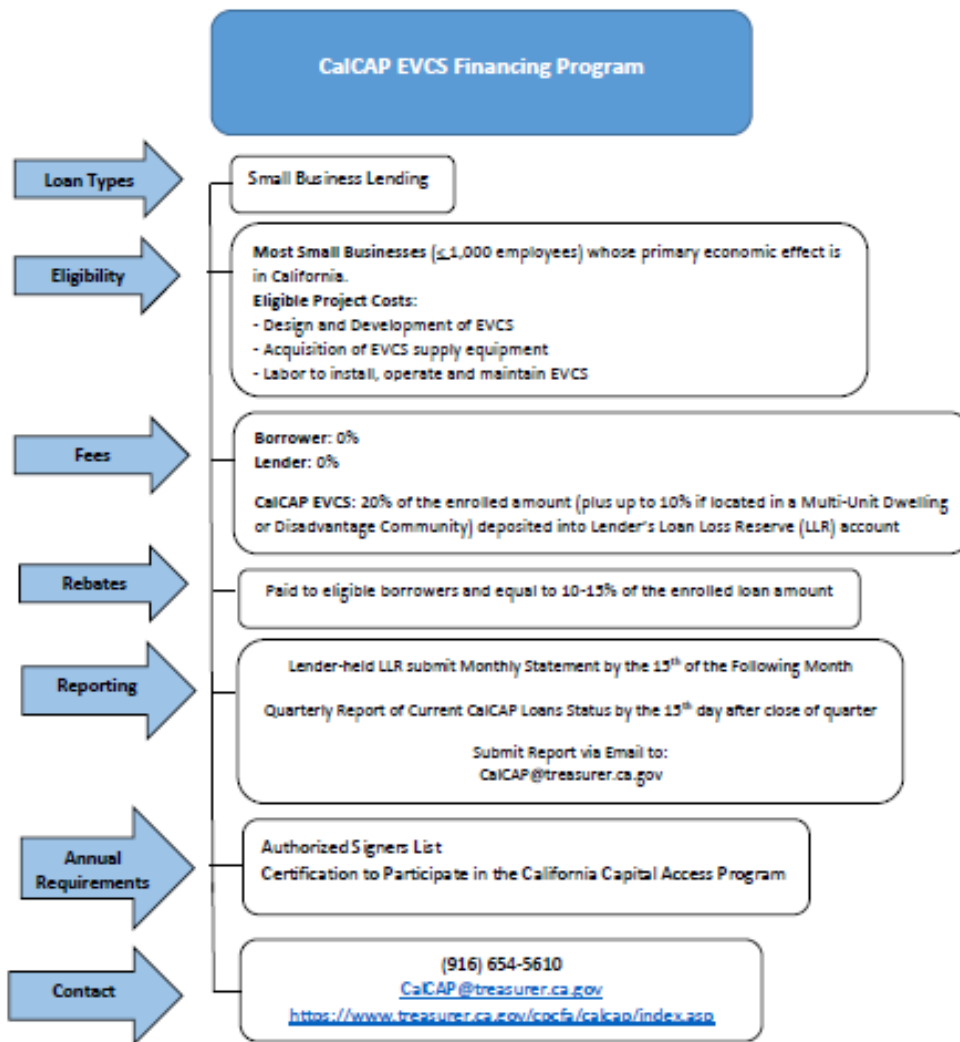 CalCAP EVCS Financing Program
Loan Types
Small Business Lending
Eligibility
Most Small Businesses (≤ 1,000 employees) whose primary economic effect is
in California.
Eligible Project Costs:
- Design and Development of EVCS
- Acquisition of EVCS supply equipment
- Labor to install, operate and maintain EVCS
Fees
Borrower: 0%
Lender: 0%
CalCAP EVCS: 20% of the enrolled amount (plus up to 10% if located in a Multi-Unit Dwelling
or Disadvantage Community) deposited into Lender's Loan Loss Reserve (LLR) account
Rebates
Paid to eligible borrowers and equal to 10-15% of the enrolled loan amount
Reporting
Lender-held LLR submit Monthly Statement by the 15th of the Following Month
Quarterly Report of Current CalCAP Loans Status by the 15th day after close of quarter
Submit Report via Email to:
CalCAP@treasurer.ca.gov
Annual
Requirements
Authorized Signers List
Certification to Participate in the California Capital Access Program
Contact
(916) 654-5610
CalCAP@treasurer.ca.gov
https://www.treasurer.ca.gov/cpcfa/calcap/index.asp